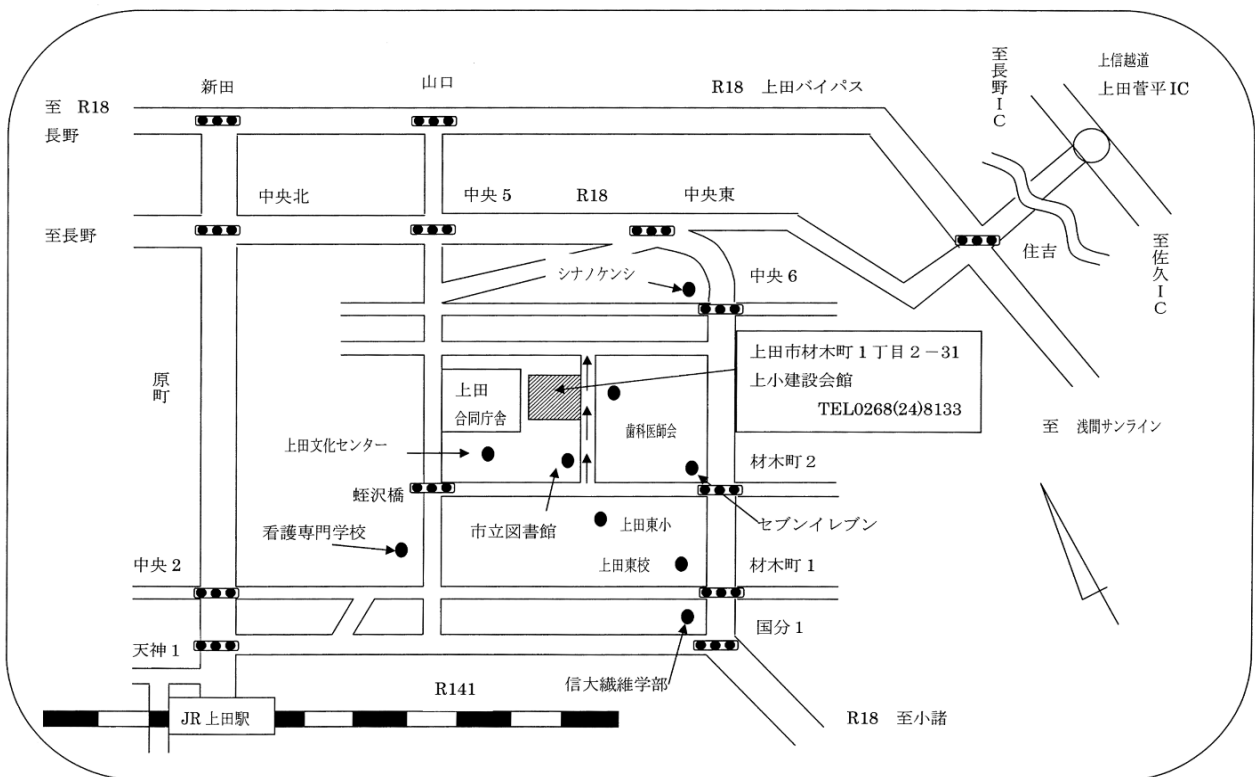 上信越道
上田菅平IC
至長野IC
新田
山口
R18 上田バイパス
至 R18
長野
中央北
中央5
R18
中央東
至長野
住吉
至佐久IC
シナノケンシ
中央6
上田市材木町1丁目2-31
上小建設会館
TEL0268(24)8133
原町
上田
合同庁舎
歯科医師会
至 浅間サンライン
上田文化センター
材木町2
蛭沢橋
市立図書館
上田東小
セブンイレブン
看護専門学校
中央2
上田東校
材木町1
天神1
国分1
信大繊維学部
R141
JR上田駅
R18 至小諸